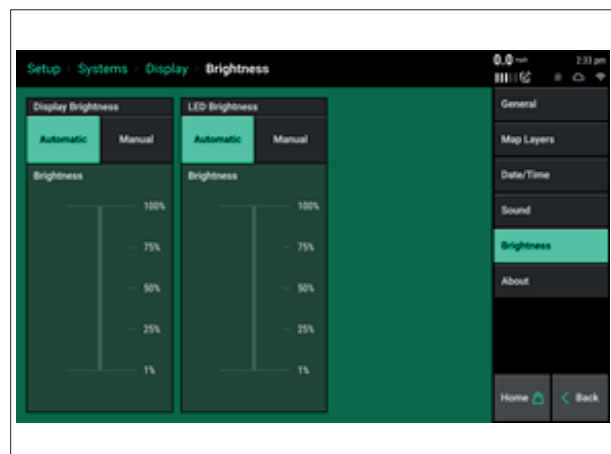 Setup Systems Display Brightness
0.0 mph 2:33 pm
Display Brightness
Automatic Manual
Brightness
100%
75%
50%
25%
1%
LED Brightness
Automatic Manual
Brightness
100%
75%
50%
25%
1%
General
Map Layers
Date/Time
Sound
Brightness
About
Home
Back